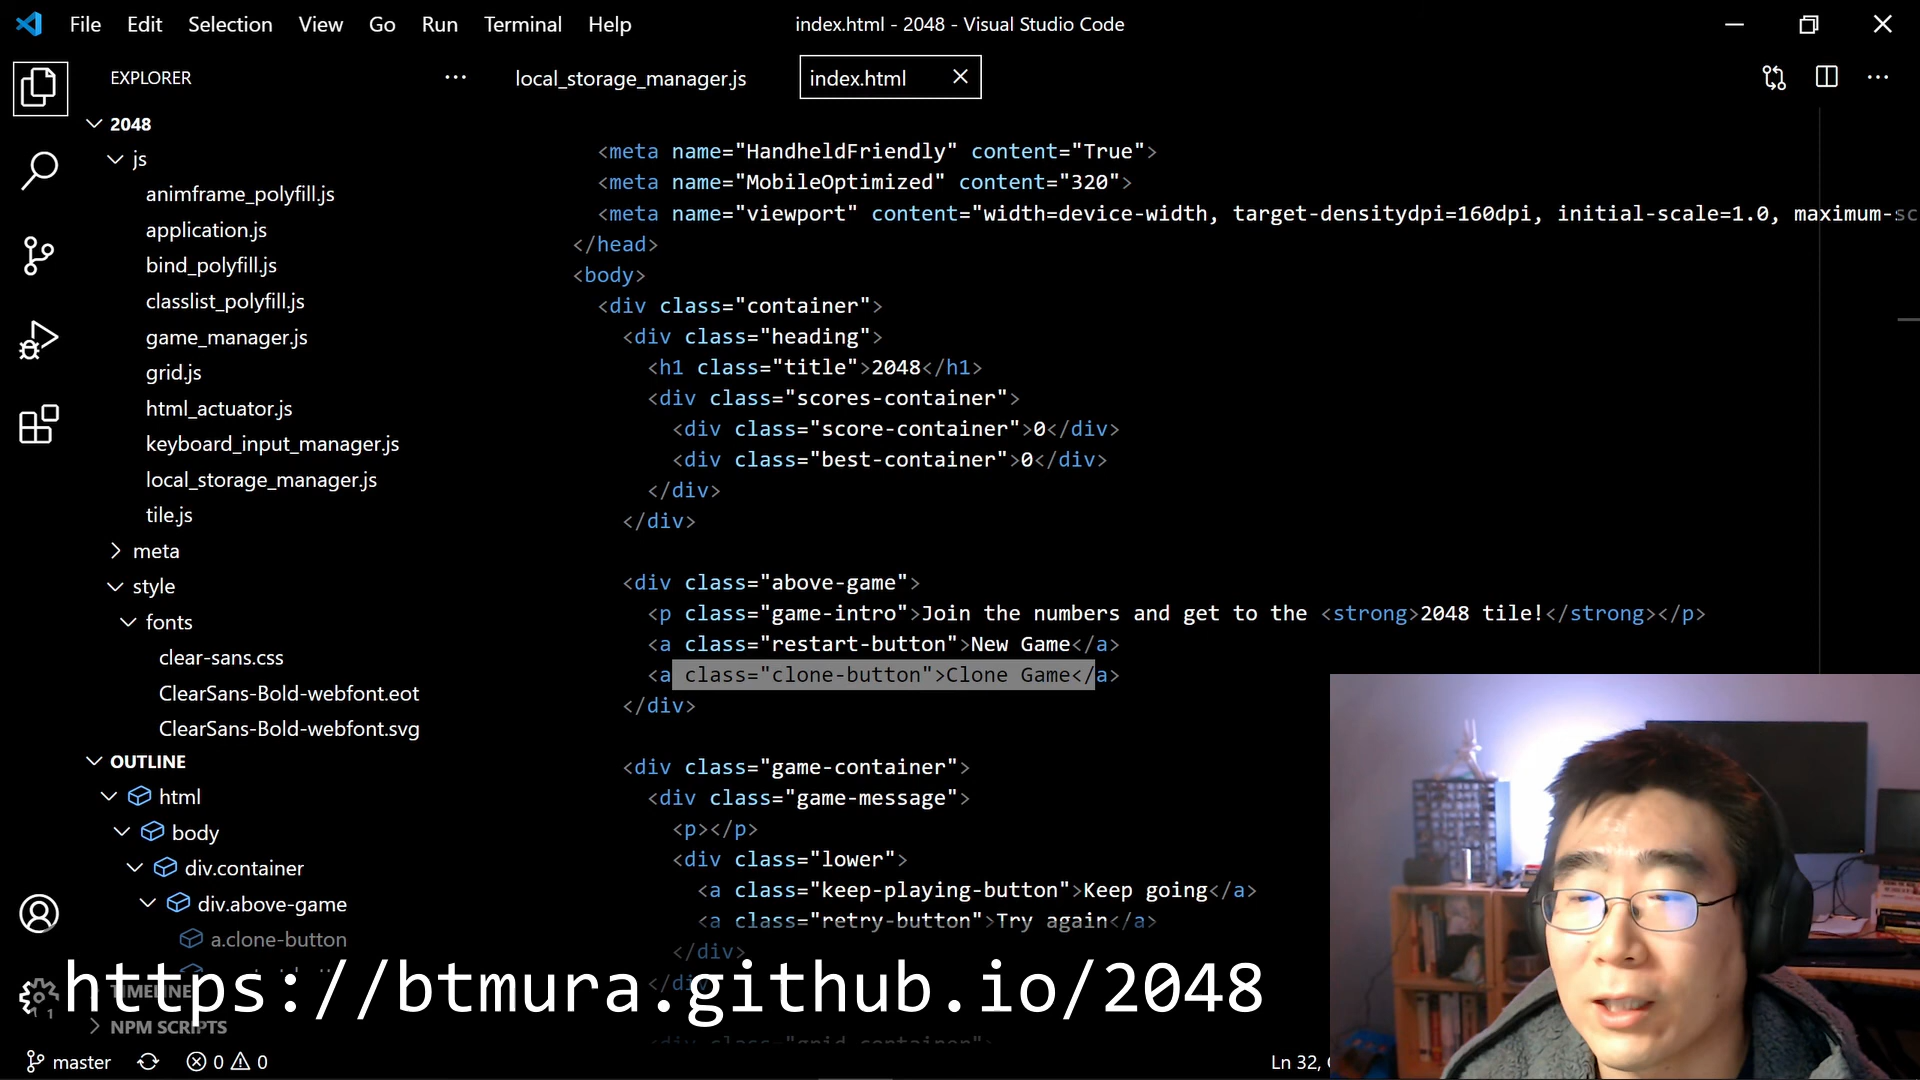 File Edit Selection View Go Run Terminal Help
index.html - 2048 - Visual Studio Code
EXPLORER
2048
js
animframe_polyfill.js
application.js
bind_polyfill.js
classlist_polyfill.js
game_manager.js
grid.js
html_actuator.js
keyboard_input_manager.js
local_storage_manager.js
tile.js
meta
style
fonts
clear-sans.css
ClearSans-Bold-webfont.eot
ClearSans-Bold-webfont.svg
OUTLINE
html
body
div.container
div.above-game
a.clone-button
TIMELINE
NPM SCRIPTS
local_storage_manager.js
index.html
<meta name="HandheldFriendly" content="True">
<meta name="MobileOptimized" content="320">
<meta name="viewport" content="width=device-width, target-densitydpi=160dpi, initial-scale=1.0, maximum-sc
</head>
<body>
<div class="container">
<div class="heading">
<h1 class="title">2048</h1>
<div class="scores-container">
<div class="score-container">0</div>
<div class="best-container">0</div>
</div>
</div>
<div class="above-game">
<p class="game-intro">Join the numbers and get to the <strong>2048 tile!</strong></p>
<a class="restart-button">New Game</a>
<a class="clone-button">Clone Game</a>
</div>
<div class="game-container">
<div class="game-message">
<p></p>
<div class="lower">
<a class="keep-playing-button">Keep going</a>
<a class="retry-button">Try again</a>
</div>
</div>
<div class="grid-container">
https://btmura.github.io/2048
1
master
0 0
Ln 32,